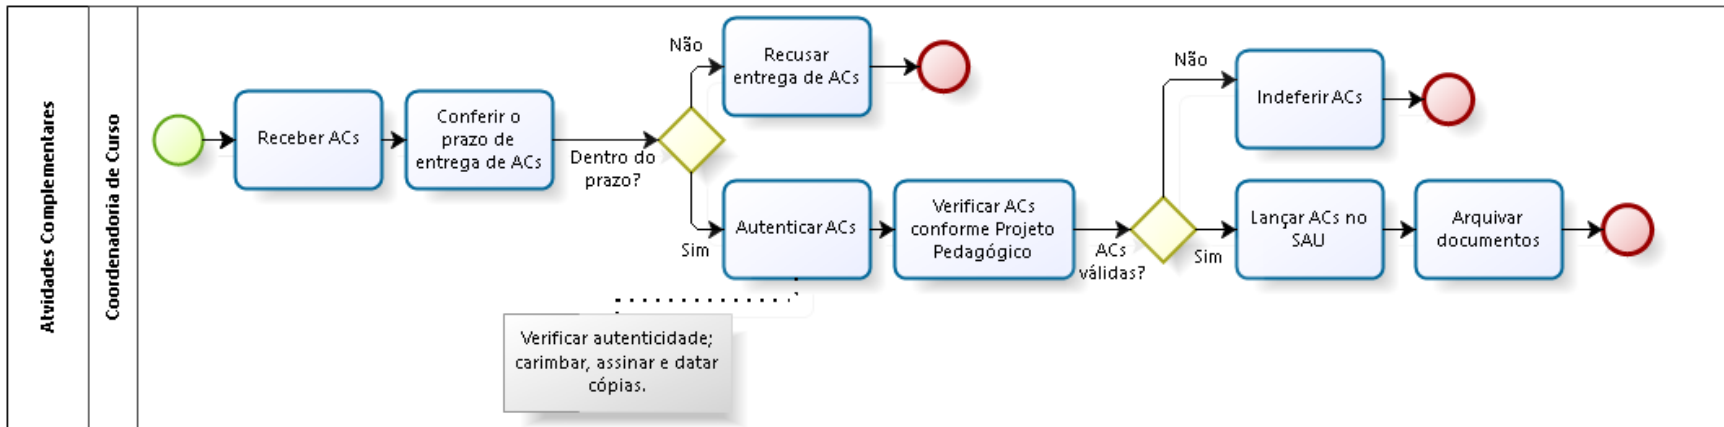 Atvidades Complementares
Coordenadoria de Curso
Receber ACs
Conferir o
prazo de
entrega de ACs
Dentro do
prazo?
Não
Recusar
entrega de ACs
Sim
Autenticar ACs
Verificar autenticidade;
carimbar, assinar e datar
cópias.
Verificar ACs
conforme Projeto
Pedagógico
ACs
válidas?
Não
Indeferir ACs
Sim
Lançar ACs no
SAU
Arquivar
documentos